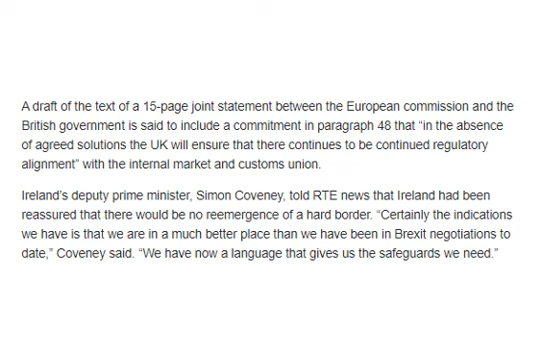 A draft of the text of a 15-page joint statement between the European commission and the
British government is said to include a commitment in paragraph 48 that “in the absence
of agreed solutions the UK will ensure that there continues to be continued regulatory
alignment” with the internal market and customs union.
Ireland’s deputy prime minister, Simon Coveney, told RTE news that Ireland had been
reassured that there would be no reemergence of a hard border. “Certainly the indications
we have is that we are in a much better place than we have been in Brexit negotiations to
date,” Coveney said. “We have now a language that gives us the safeguards we need.”